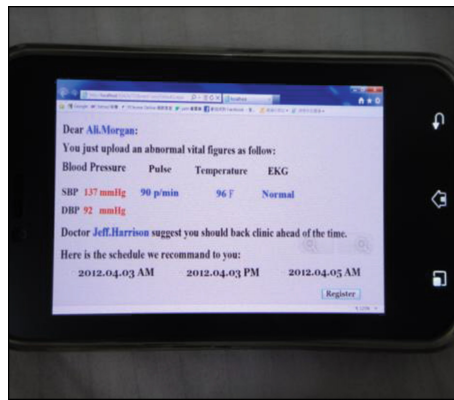 Dear Ali.Morgan:
You just upload an abnormal vital figures as follow:
Blood Pressure Pulse Temperature EKG
SBP 137 mmHg 90 p/min 96 F Normal
DBP 92 mmHg
Doctor Jeff.Harrison suggest you should back clinic ahead of the time.
Here is the schedule we recommand to you:
2012.04.03 AM 2012.04.03 PM 2012.04.05 AM
Register